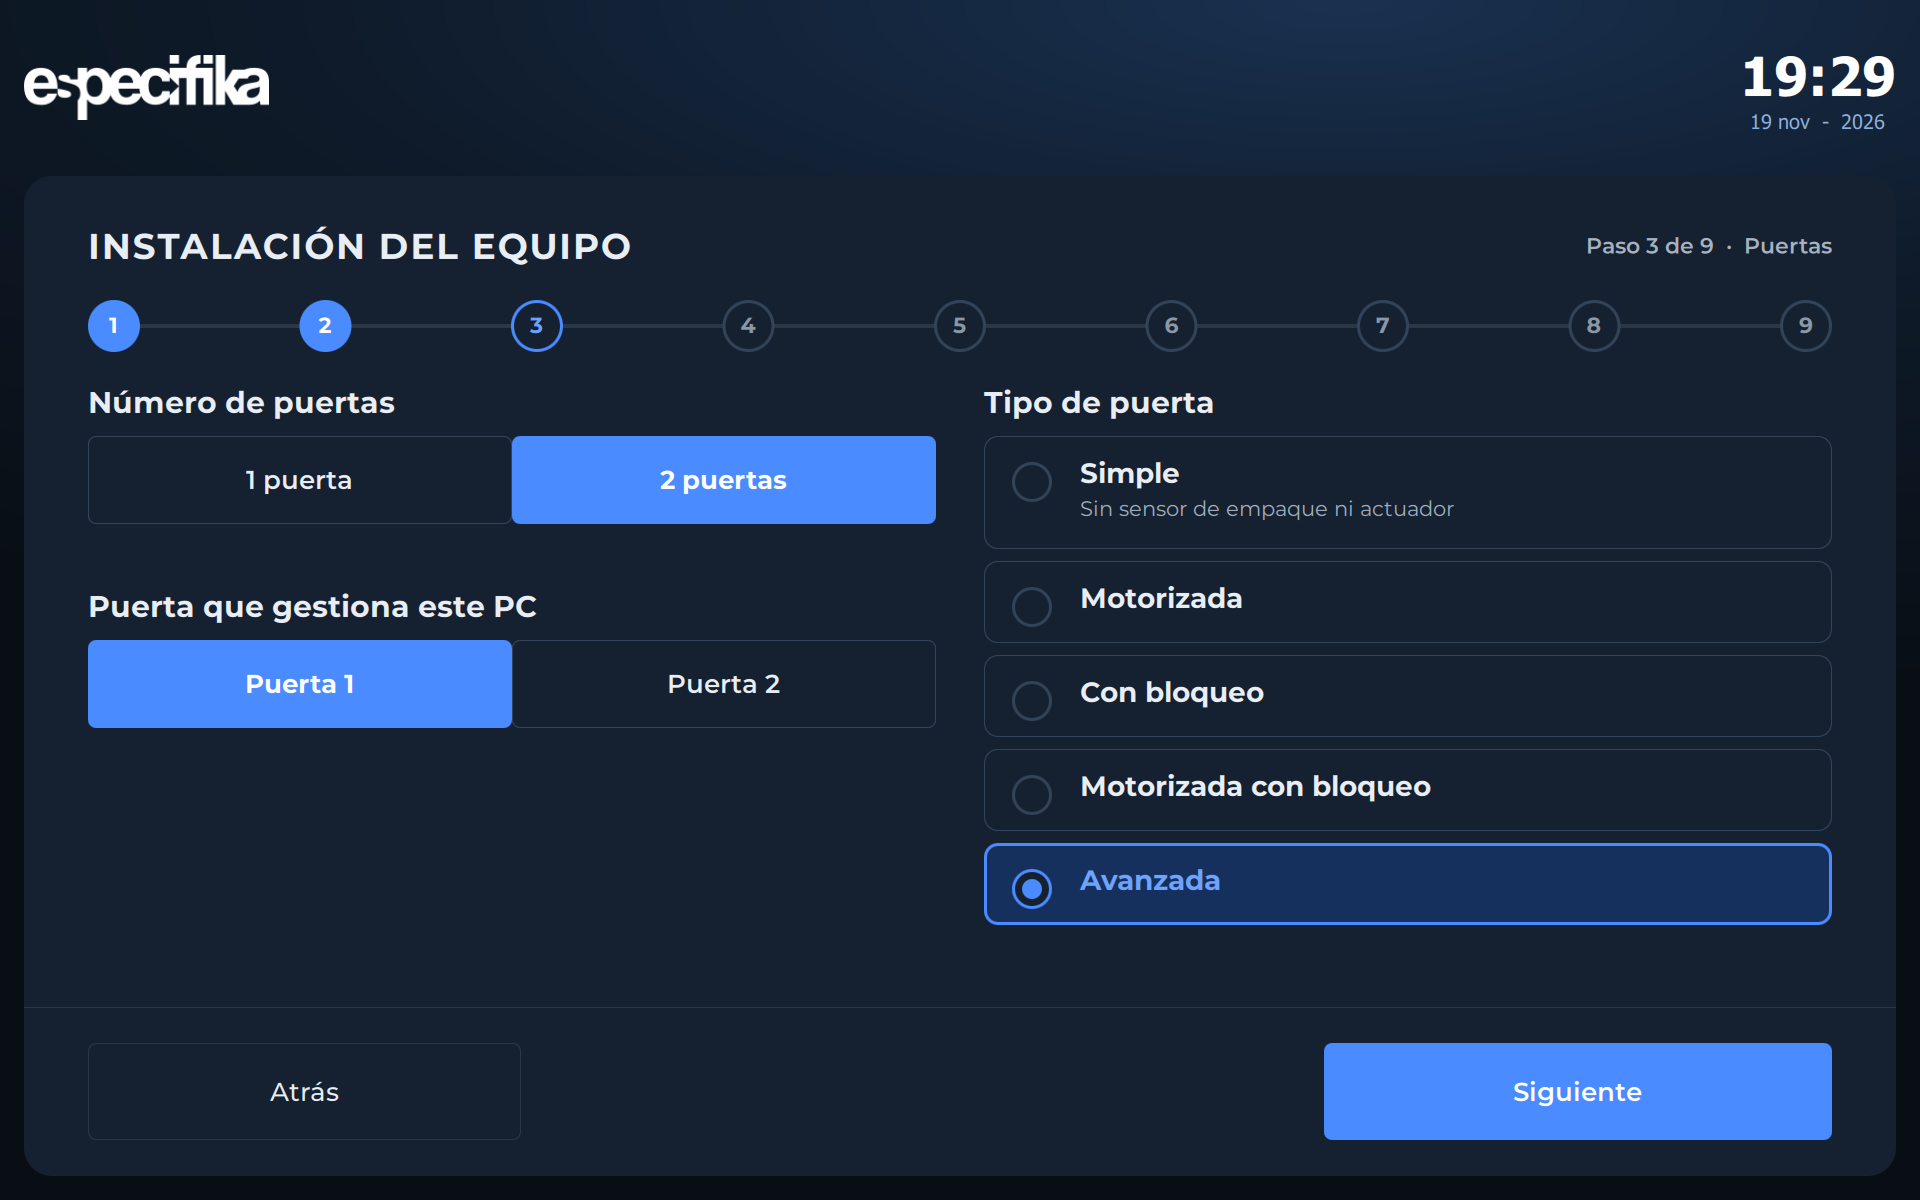 especifika
19:29
19 nov - 2026
INSTALACIÓN DEL EQUIPO
Paso 3 de 9 · Puertas
1 2 3 4 5 6 7 8 9
Número de puertas
1 puerta
2 puertas
Puerta que gestiona este PC
Puerta 1
Puerta 2
Tipo de puerta
Simple
Sin sensor de empaque ni actuador
Motorizada
Con bloqueo
Motorizada con bloqueo
Avanzada
Atrás
Siguiente